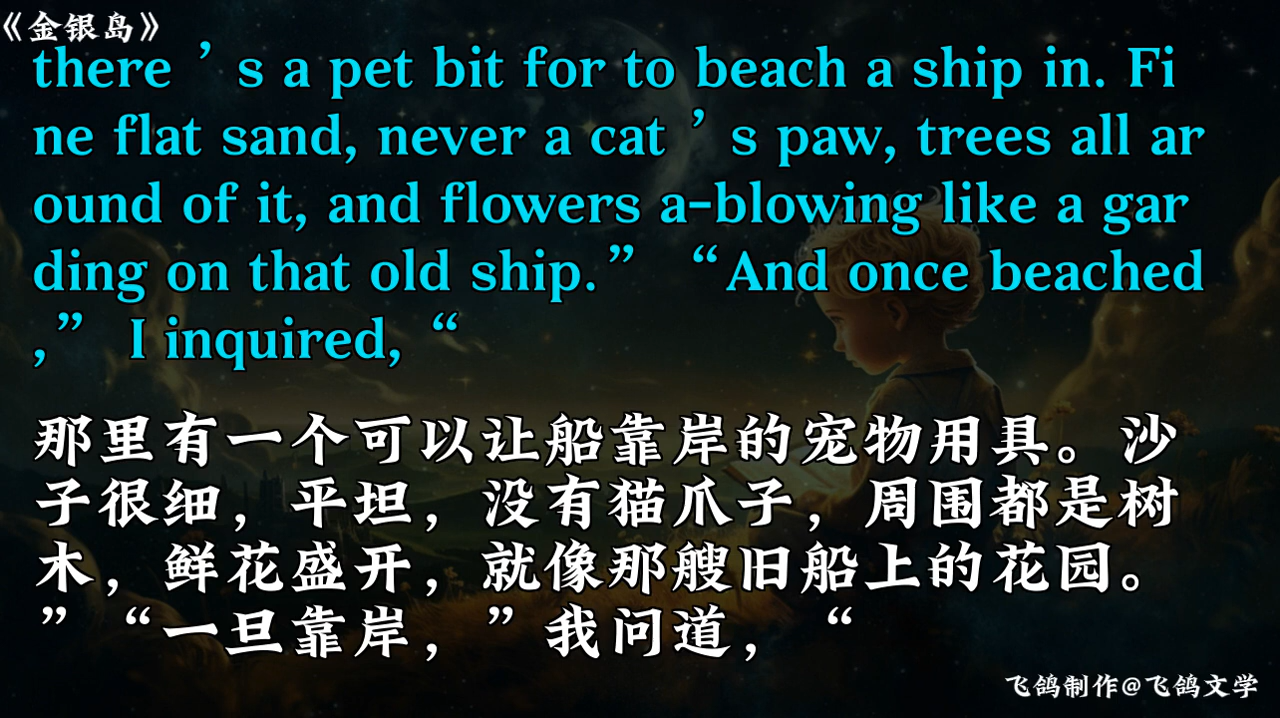 《金银岛》
there ’ s a pet bit for to beach a ship in. Fi
ne flat sand, never a cat ’ s paw, trees all ar
ound of it, and flowers a-blowing like a gar
ding on that old ship.” “And once beached
,” I inquired, “
那里有一个可以让船靠岸的宠物用具。沙
子很细，平坦，没有猫爪子，周围都是树
木，鲜花盛开，就像那艘旧船上的花园。
” “一旦靠岸，”我问道，“
飞鸽制作@飞鸽文学